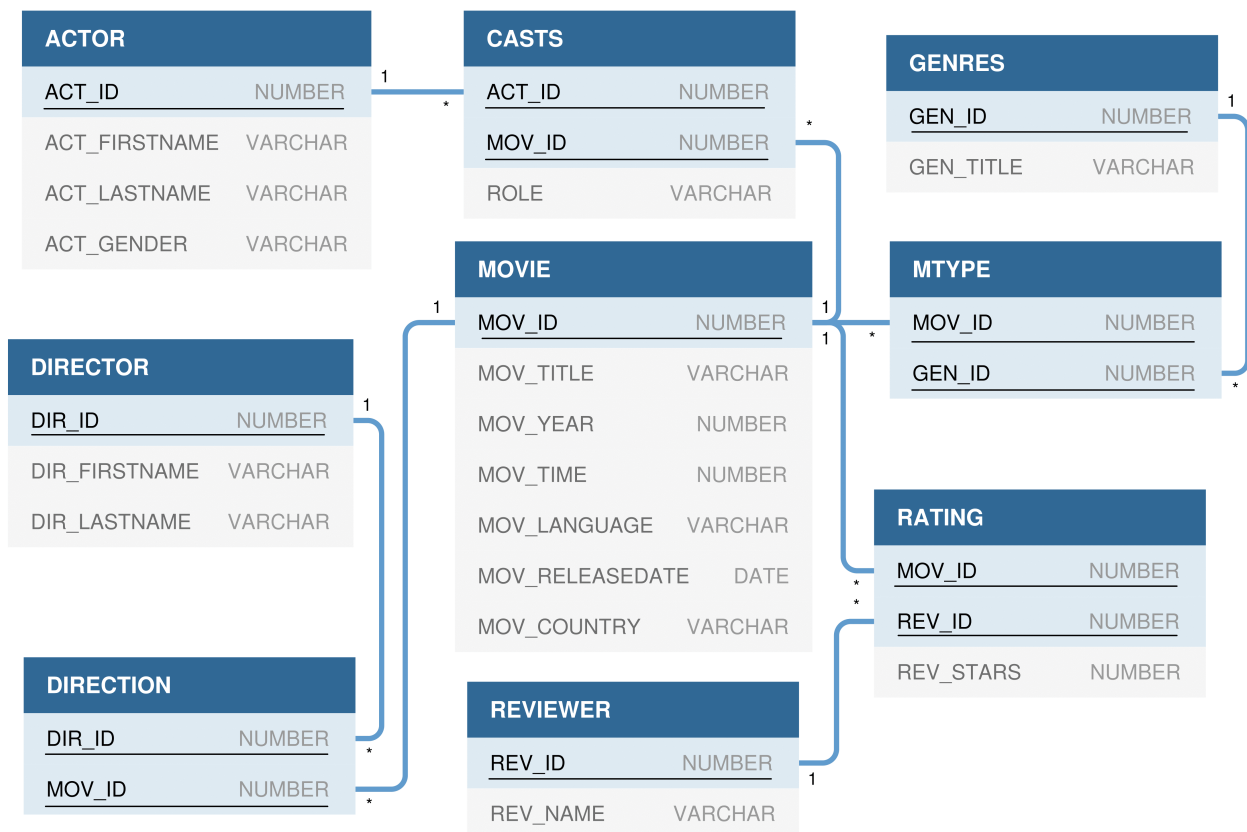 ACTOR
ACT_ID NUMBER
ACT_FIRSTNAME VARCHAR
ACT_LASTNAME VARCHAR
ACT_GENDER VARCHAR
1
*
CASTS
ACT_ID NUMBER
MOV_ID NUMBER
ROLE VARCHAR
*
GENRES
GEN_ID NUMBER
GEN_TITLE VARCHAR
1
MOVIE
MOV_ID NUMBER
MOV_TITLE VARCHAR
MOV_YEAR NUMBER
MOV_TIME NUMBER
MOV_LANGUAGE VARCHAR
MOV_RELEASEDATE DATE
MOV_COUNTRY VARCHAR
1
1
1
*
MTYPE
MOV_ID NUMBER
GEN_ID NUMBER
*
DIRECTOR
DIR_ID NUMBER
DIR_FIRSTNAME VARCHAR
DIR_LASTNAME VARCHAR
1
RATING
MOV_ID NUMBER
REV_ID NUMBER
REV_STARS NUMBER
*
*
DIRECTION
DIR_ID NUMBER
MOV_ID NUMBER
*
*
REVIEWER
REV_ID NUMBER
REV_NAME VARCHAR
1